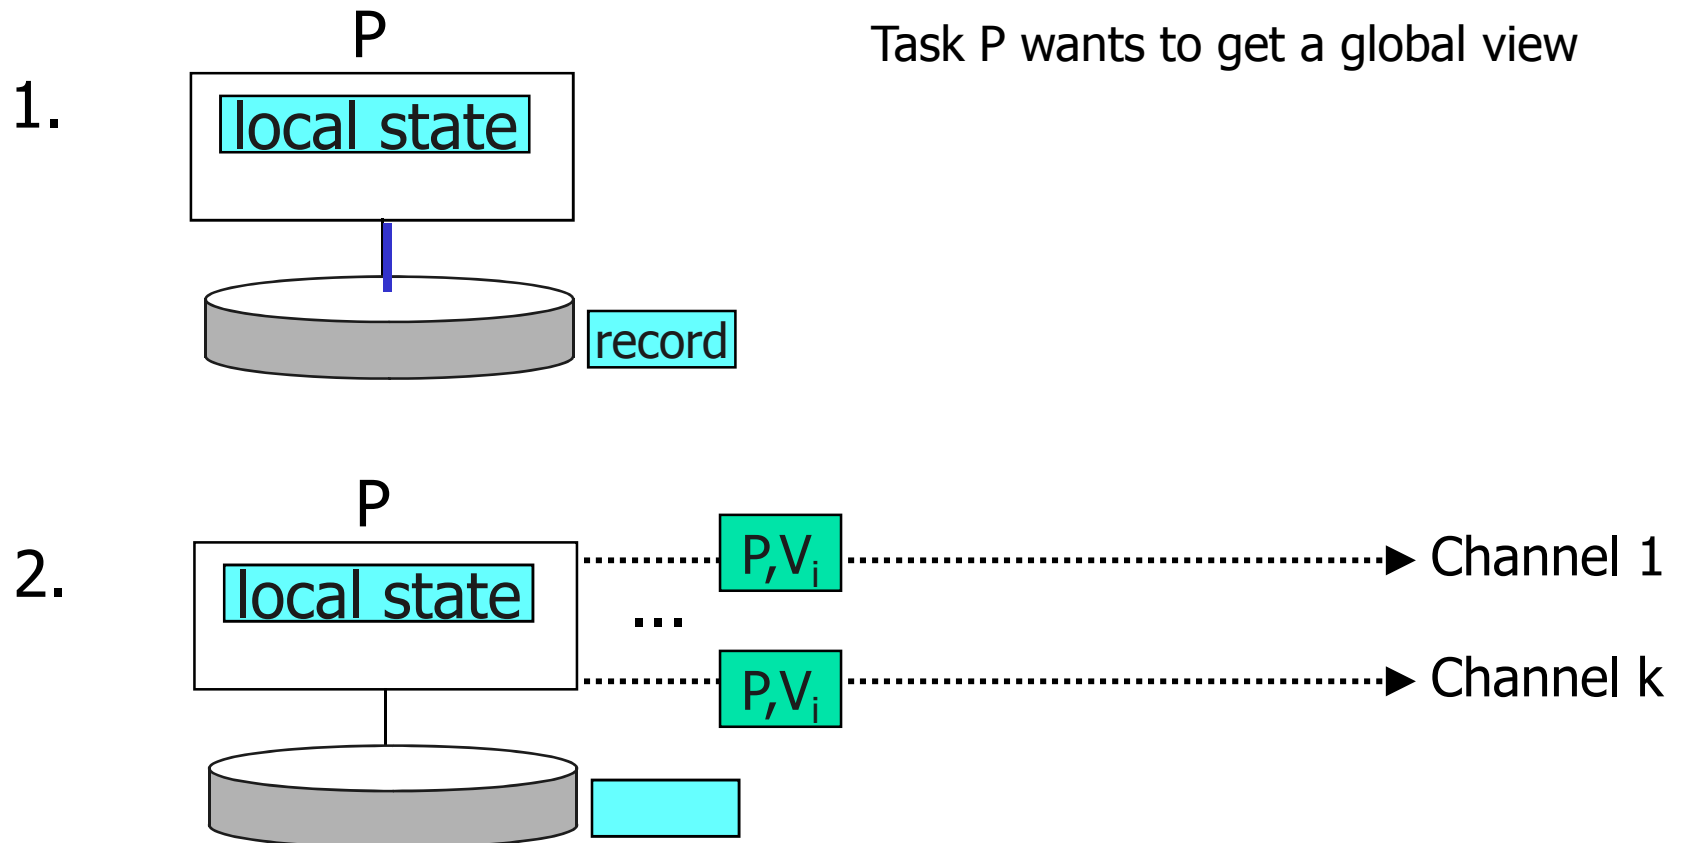 P
Task P wants to get a global view
1.
local state
record
P
2.
local state
P,Vi
Channel 1
...
P,Vi
Channel k